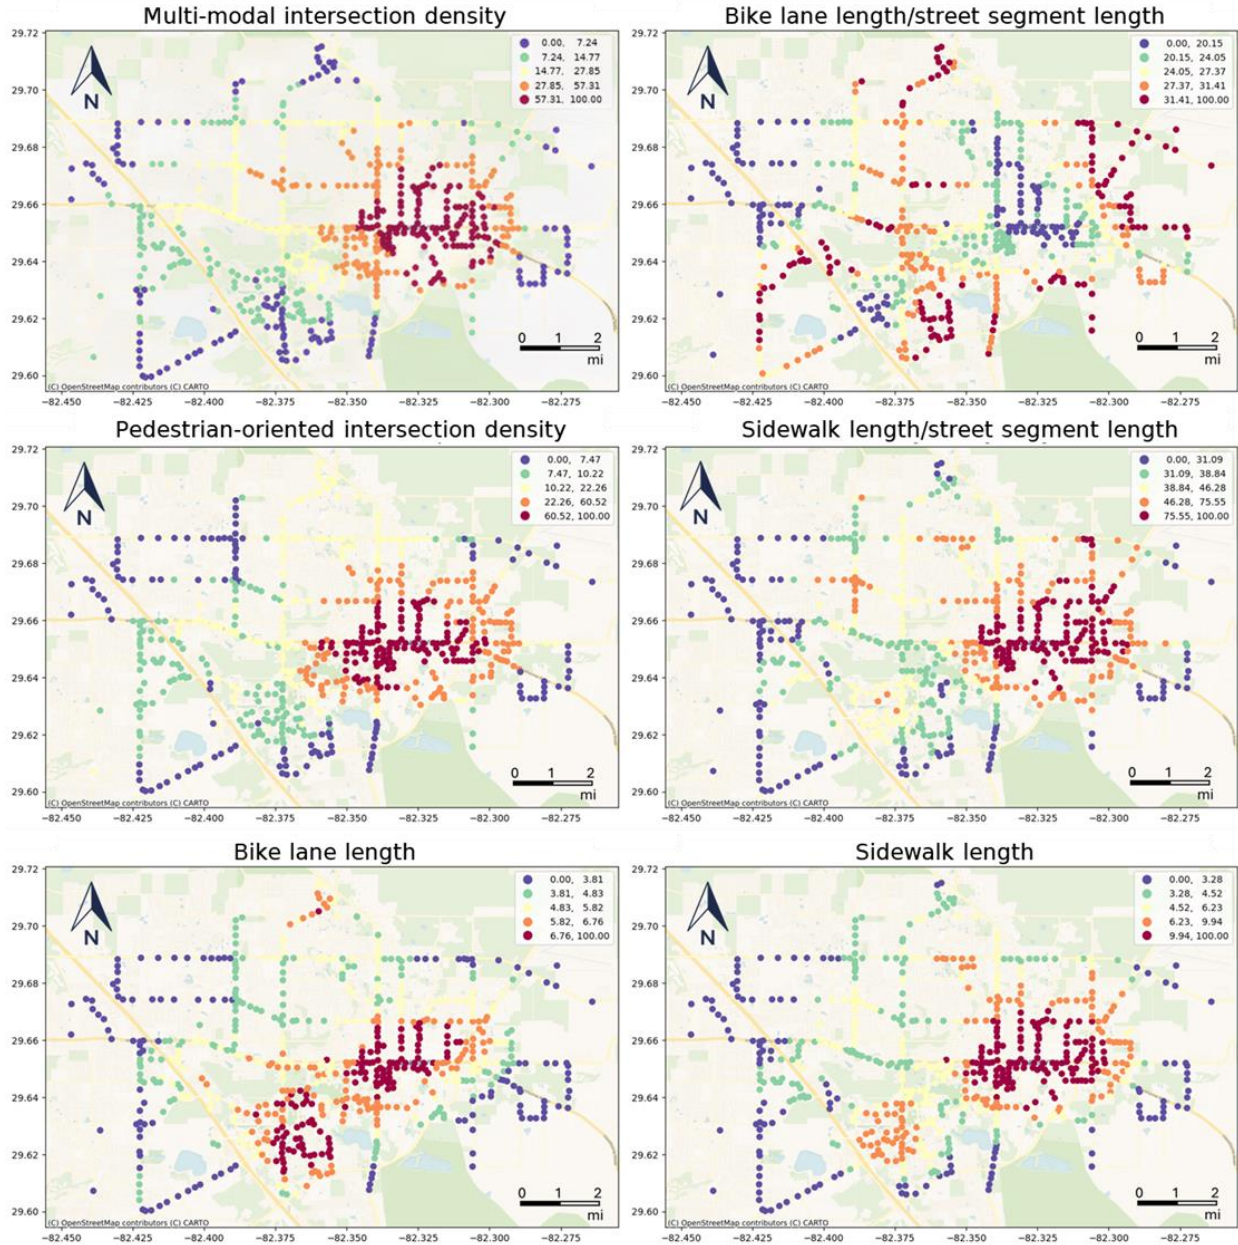 Multi-modal intersection density
29.72
29.70
29.68
29.66
29.64
29.62
29.60
N
0.00, 7.24
7.24, 14.77
14.77, 27.85
27.85, 57.31
57.31, 100.00
0 1 2
mi
(C) OpenStreetMap contributors (C) CARTO
−82.450 −82.425 −82.400 −82.375 −82.350 −82.325 −82.300 −82.275
Bike lane length/street segment length
29.72
29.70
29.68
29.66
29.64
29.62
29.60
N
0.00, 20.15
20.15, 24.05
24.05, 27.37
27.37, 31.41
31.41, 100.00
0 1 2
mi
(C) OpenStreetMap contributors (C) CARTO
−82.450 −82.425 −82.400 −82.375 −82.350 −82.325 −82.300 −82.275
Pedestrian-oriented intersection density
29.72
29.70
29.68
29.66
29.64
29.62
29.60
N
0.00, 7.47
7.47, 10.22
10.22, 22.26
22.26, 60.52
60.52, 100.00
0 1 2
mi
(C) OpenStreetMap contributors (C) CARTO
−82.450 −82.425 −82.400 −82.375 −82.350 −82.325 −82.300 −82.275
Sidewalk length/street segment length
29.72
29.70
29.68
29.66
29.64
29.62
29.60
N
0.00, 31.09
31.09, 38.84
38.84, 46.28
46.28, 75.55
75.55, 100.00
0 1 2
mi
(C) OpenStreetMap contributors (C) CARTO
−82.450 −82.425 −82.400 −82.375 −82.350 −82.325 −82.300 −82.275
Bike lane length
29.72
29.70
29.68
29.66
29.64
29.62
29.60
N
0.00, 3.81
3.81, 4.83
4.83, 5.82
5.82, 6.76
6.76, 100.00
0 1 2
mi
(C) OpenStreetMap contributors (C) CARTO
−82.450 −82.425 −82.400 −82.375 −82.350 −82.325 −82.300 −82.275
Sidewalk length
29.72
29.70
29.68
29.66
29.64
29.62
29.60
N
0.00, 3.28
3.28, 4.52
4.52, 6.23
6.23, 9.94
9.94, 100.00
0 1 2
mi
(C) OpenStreetMap contributors (C) CARTO
−82.450 −82.425 −82.400 −82.375 −82.350 −82.325 −82.300 −82.275